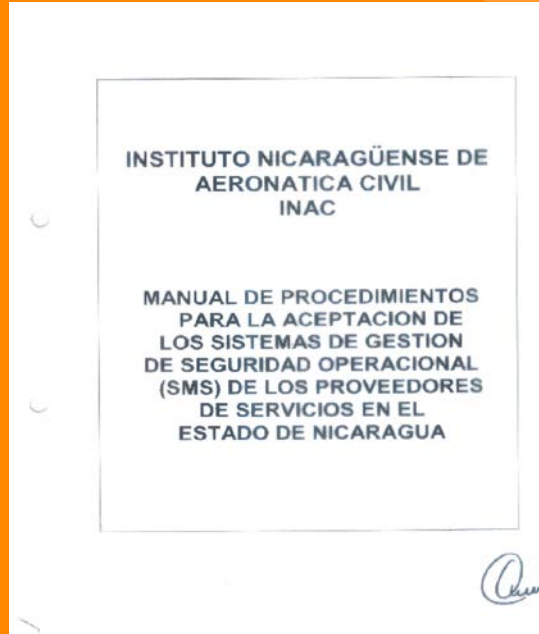 INSTITUTO NICARAGÜENSE DE
AERONATICA CIVIL
INAC
MANUAL DE PROCEDIMIENTOS
PARA LA ACEPTACION DE
LOS SISTEMAS DE GESTION
DE SEGURIDAD OPERACIONAL
(SMS) DE LOS PROVEEDORES
DE SERVICIOS EN EL
ESTADO DE NICARAGUA